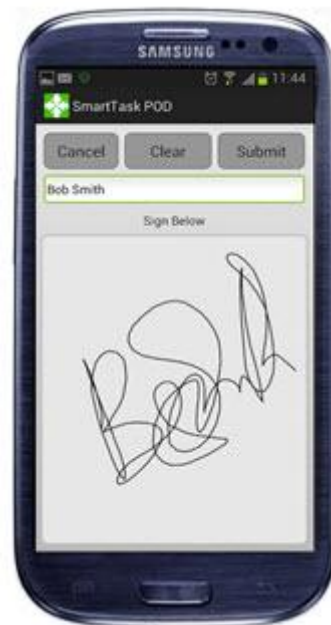 SAMSUNG
11:44
SmartTask POD
Cancel Clear Submit
Bob Smith
Sign Below